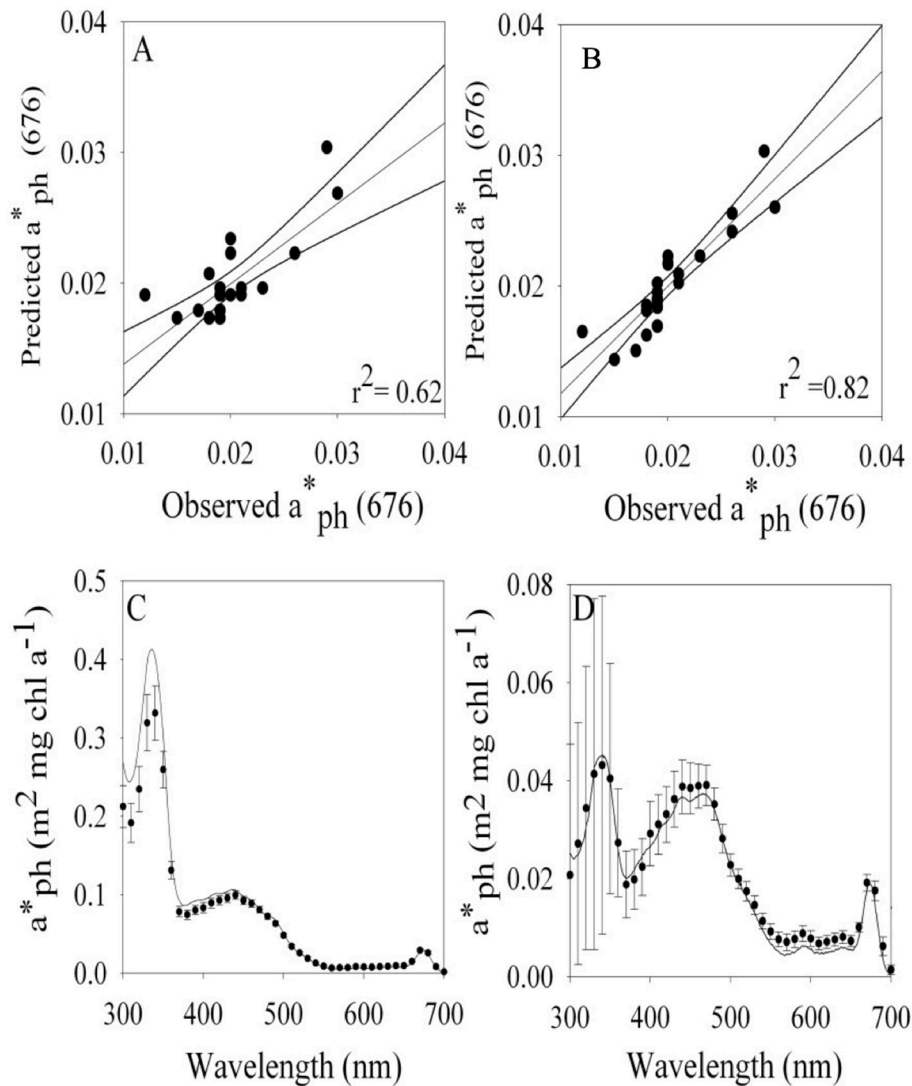 A
Predicted a*ph (676)
0.04
0.03
0.02
0.01
r2= 0.62
0.01 0.02 0.03 0.04
Observed a*ph (676)
B
Predicted a*ph (676)
0.04
0.03
0.02
0.01
r2 =0.82
0.01 0.02 0.03 0.04
Observed a*ph (676)
C
a*ph (m2 mg chl a-1)
0.5
0.4
0.3
0.2
0.1
0.0
300 400 500 600 700
Wavelength (nm)
D
a*ph (m2 mg chl a-1)
0.08
0.06
0.04
0.02
0.00
300 400 500 600 700
Wavelength (nm)